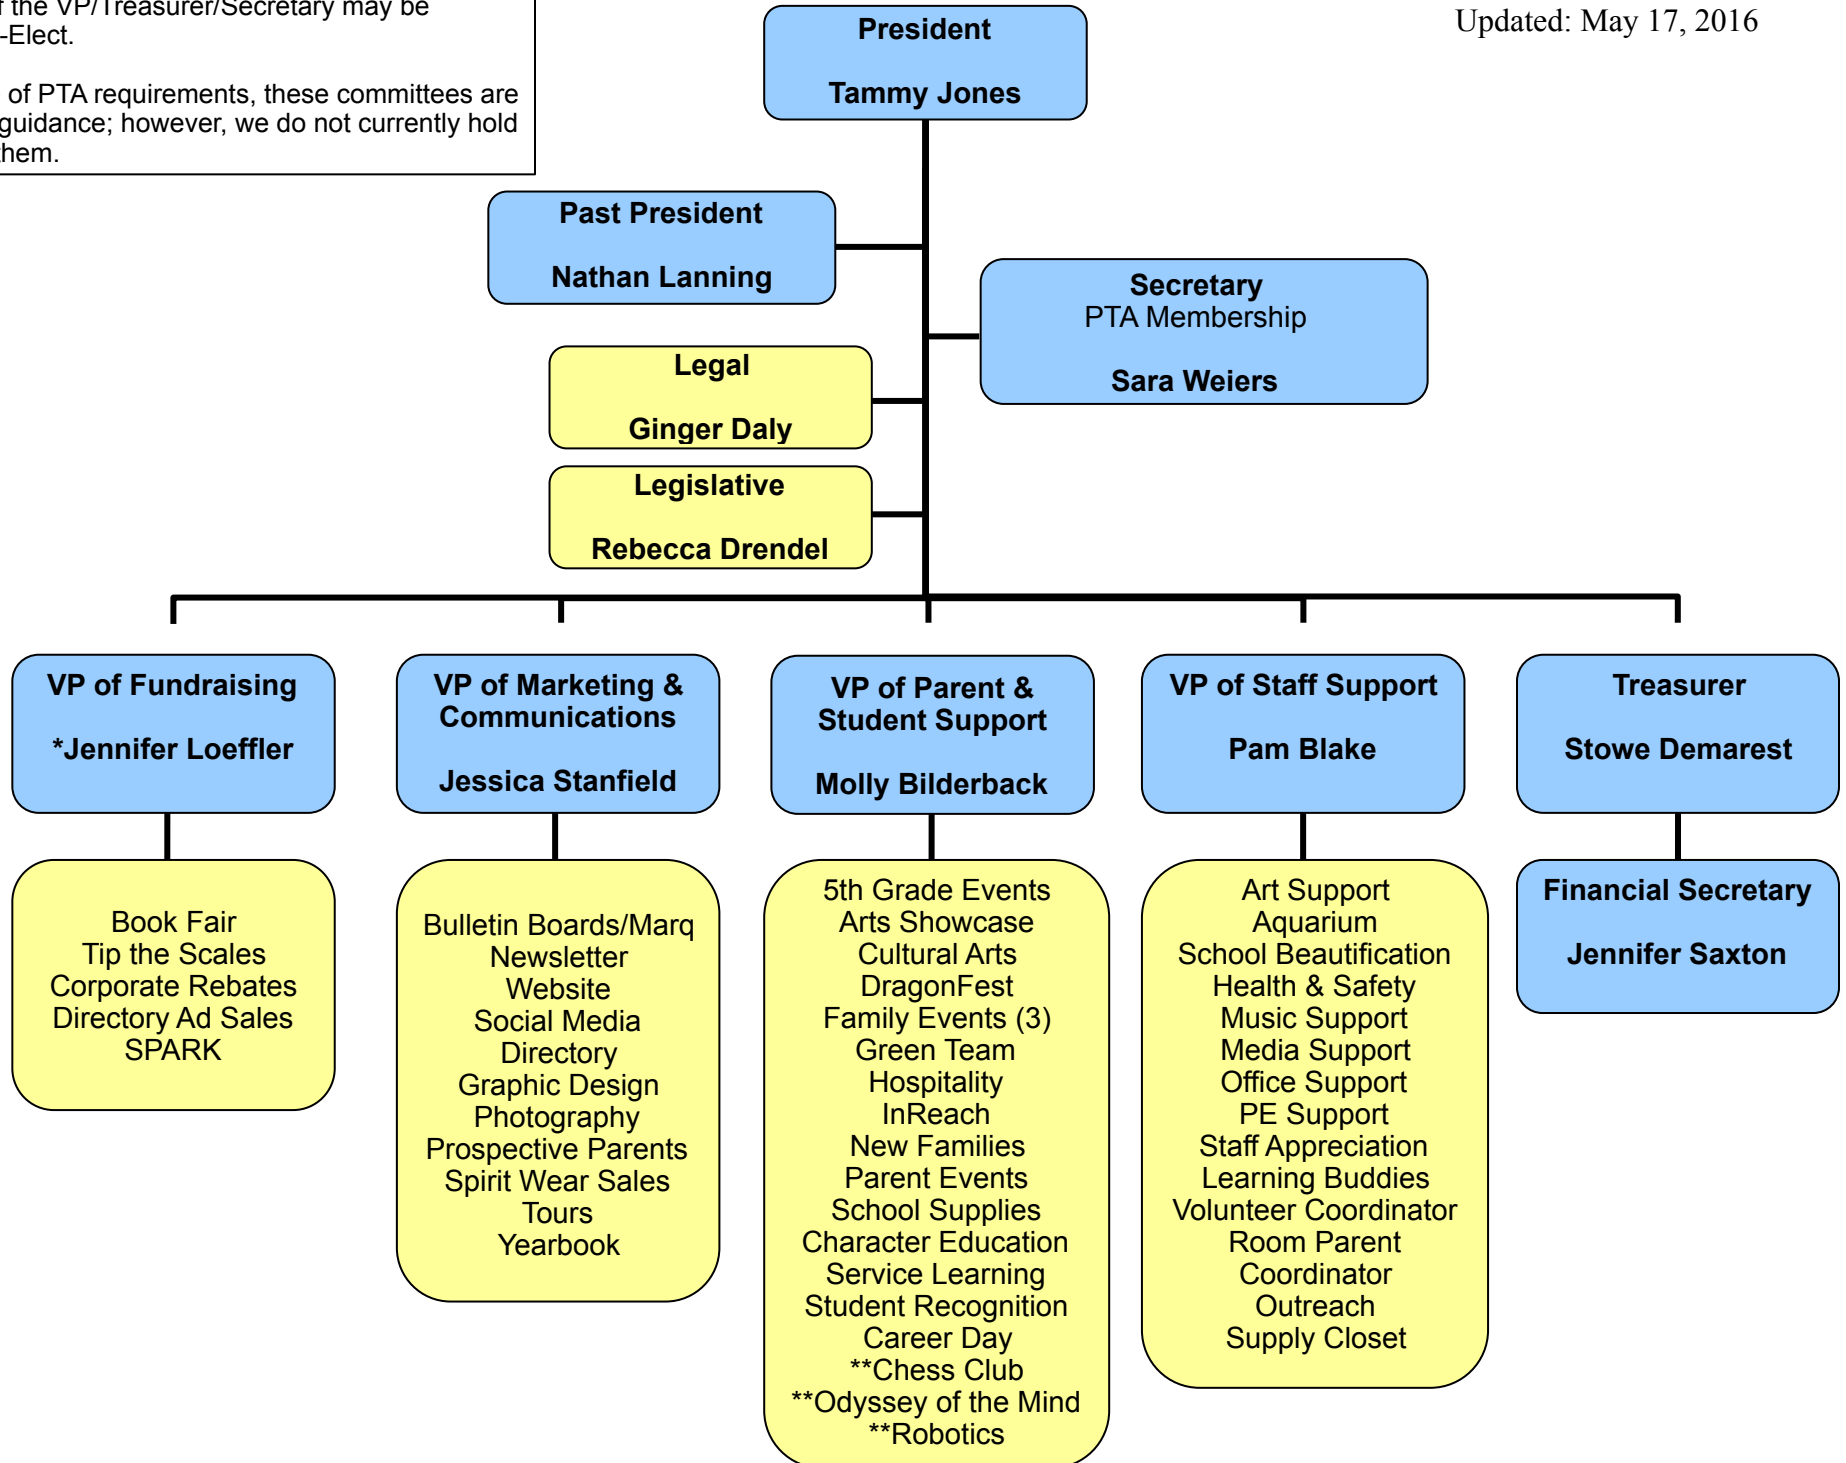 f the VP/Treasurer/Secretary may be
-Elect.
of PTA requirements, these committees are
guidance; however, we do not currently hold
them.
Updated: May 17, 2016
President
Tammy Jones
Past President
Nathan Lanning
Secretary
PTA Membership
Sara Weiers
Legal
Ginger Daly
Legislative
Rebecca Drendel
VP of Fundraising
*Jennifer Loeffler
VP of Marketing &
Communications
Jessica Stanfield
VP of Parent &
Student Support
Molly Bilderback
VP of Staff Support
Pam Blake
Treasurer
Stowe Demarest
Book Fair
Tip the Scales
Corporate Rebates
Directory Ad Sales
SPARK
Bulletin Boards/Marq
Newsletter
Website
Social Media
Directory
Graphic Design
Photography
Prospective Parents
Spirit Wear Sales
Tours
Yearbook
5th Grade Events
Arts Showcase
Cultural Arts
DragonFest
Family Events (3)
Green Team
Hospitality
InReach
New Families
Parent Events
School Supplies
Character Education
Service Learning
Student Recognition
Career Day
**Chess Club
**Odyssey of the Mind
**Robotics
Art Support
Aquarium
School Beautification
Health & Safety
Music Support
Media Support
Office Support
PE Support
Staff Appreciation
Learning Buddies
Volunteer Coordinator
Room Parent
Coordinator
Outreach
Supply Closet
Financial Secretary
Jennifer Saxton